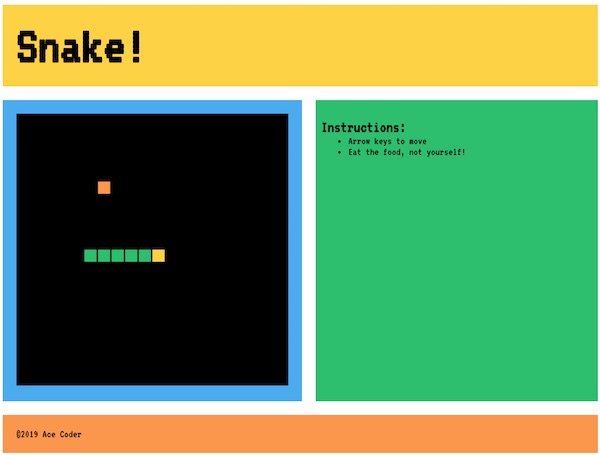 Snake!
Instructions:
• Arrow keys to move
• Eat the food, not yourself!
©2019 Ace Coder